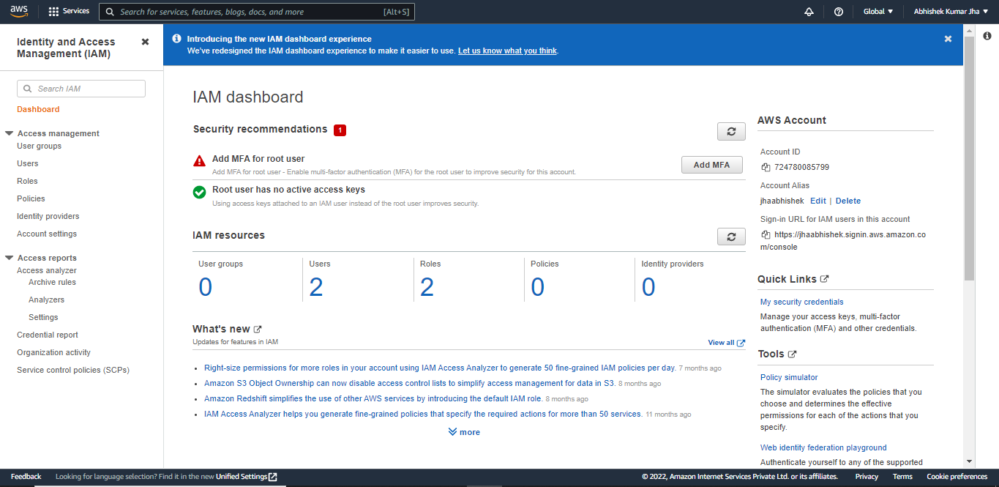 aws
Services
Search for services, features, blogs, docs, and more
[Alt+S]
Global
Abhishek Kumar Jha
Identity and Access
Management (IAM)
Search IAM
Dashboard
Access management
User groups
Users
Roles
Policies
Identity providers
Account settings
Access reports
Access analyzer
Archive rules
Analyzers
Settings
Credential report
Organization activity
Service control policies (SCPs)
Introducing the new IAM dashboard experience
We've redesigned the IAM dashboard experience to make it easier to use. Let us know what you think.
IAM dashboard
Security recommendations 1
Add MFA for root user
Add MFA for root user - Enable multi-factor authentication (MFA) for the root user to improve security for this account.
Add MFA
Root user has no active access keys
Using access keys attached to an IAM user instead of the root user improves security.
IAM resources
User groups
0
Users
2
Roles
2
Policies
0
Identity providers
0
What's new
Updates for features in IAM
View all
Right-size permissions for more roles in your account using IAM Access Analyzer to generate 50 fine-grained IAM policies per day. 7 months ago
Amazon S3 Object Ownership can now disable access control lists to simplify access management for data in S3. 8 months ago
Amazon Redshift simplifies the use of other AWS services by introducing the default IAM role. 8 months ago
IAM Access Analyzer helps you generate fine-grained policies that specify the required actions for more than 50 services. 11 months ago
more
AWS Account
Account ID
724780085799
Account Alias
jhaabhishek Edit | Delete
Sign-in URL for IAM users in this account
https://jhaabhishek.signin.aws.amazon.co
m/console
Quick Links
My security credentials
Manage your access keys, multi-factor
authentication (MFA) and other credentials.
Tools
Policy simulator
The simulator evaluates the policies that you
choose and determines the effective
permissions for each of the actions that you
specify.
Web identity federation playground
Authenticate yourself to any of the supported
Feedback
Looking for language selection? Find it in the new Unified Settings
© 2022, Amazon Internet Services Private Ltd. or its affiliates.
Privacy
Terms
Cookie preferences